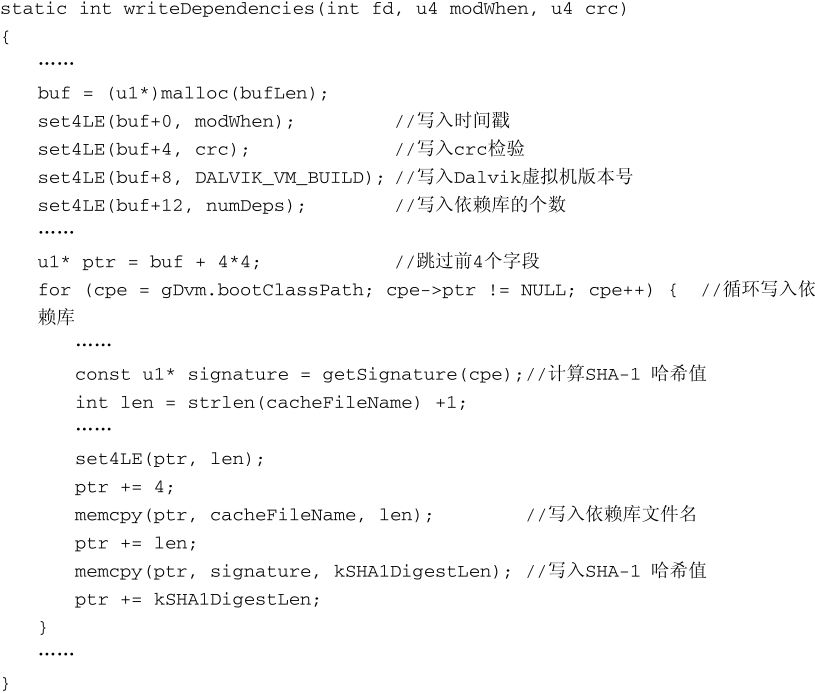 static int writeDependencies(int fd, u4 modWhen, u4 crc)
{
    ……
    buf = (u1*)malloc(bufLen);
    set4LE(buf+0, modWhen);          //写入时间戳
    set4LE(buf+4, crc);              //写入crc检验
    set4LE(buf+8, DALVIK_VM_BUILD); //写入Dalvik虚拟机版本号
    set4LE(buf+12, numDeps);         //写入依赖库的个数
    ……
    u1* ptr = buf + 4*4;             //跳过前4个字段
    for (cpe = gDvm.bootClassPath; cpe->ptr != NULL; cpe++) {  //循环写入依
    赖库
        ……
        const u1* signature = getSignature(cpe);//计算SHA-1 哈希值
        int len = strlen(cacheFileName) +1;
        ……
        set4LE(ptr, len);
        ptr += 4;
        memcpy(ptr, cacheFileName, len);          //写入依赖库文件名
        ptr += len;
        memcpy(ptr, signature, kSHA1DigestLen); //写入SHA-1 哈希值
        ptr += kSHA1DigestLen;
    }
    ……
}